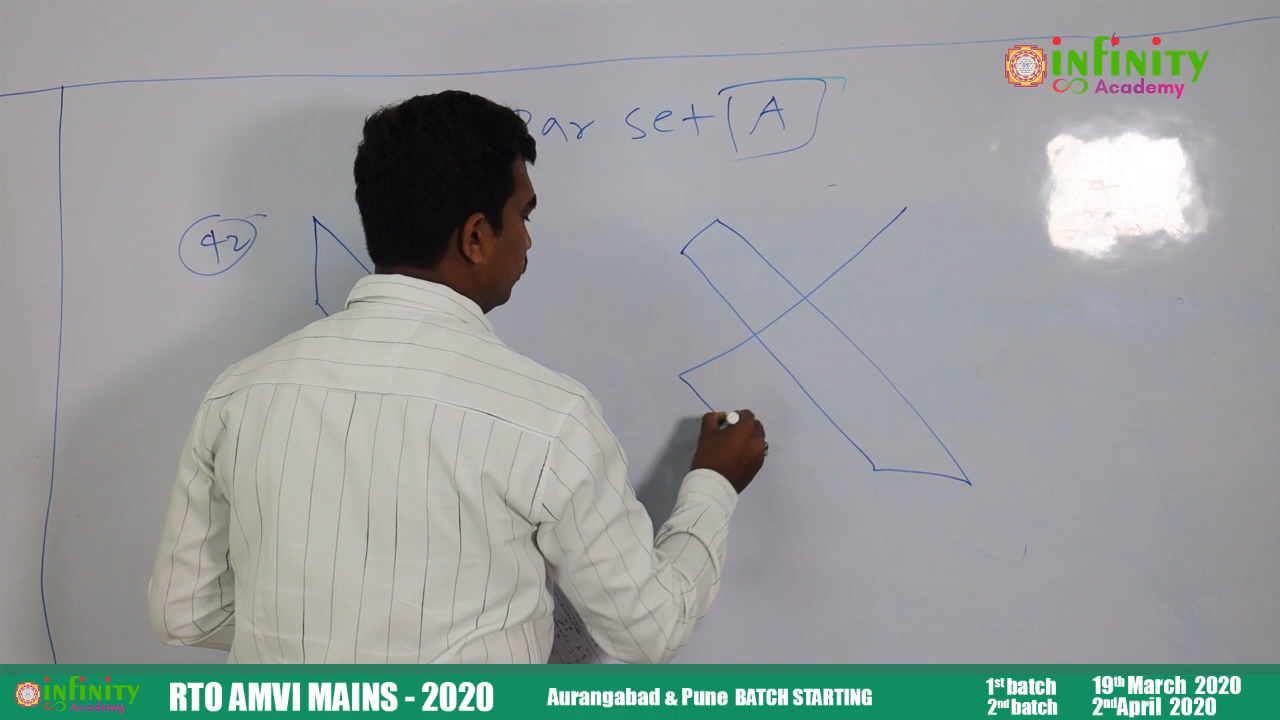 infinity
Academy
set A
42
infinity
Academy
RTO AMVI MAINS - 2020
Aurangabad & Pune BATCH STARTING
1st batch 19th March 2020
2nd batch 2nd April 2020